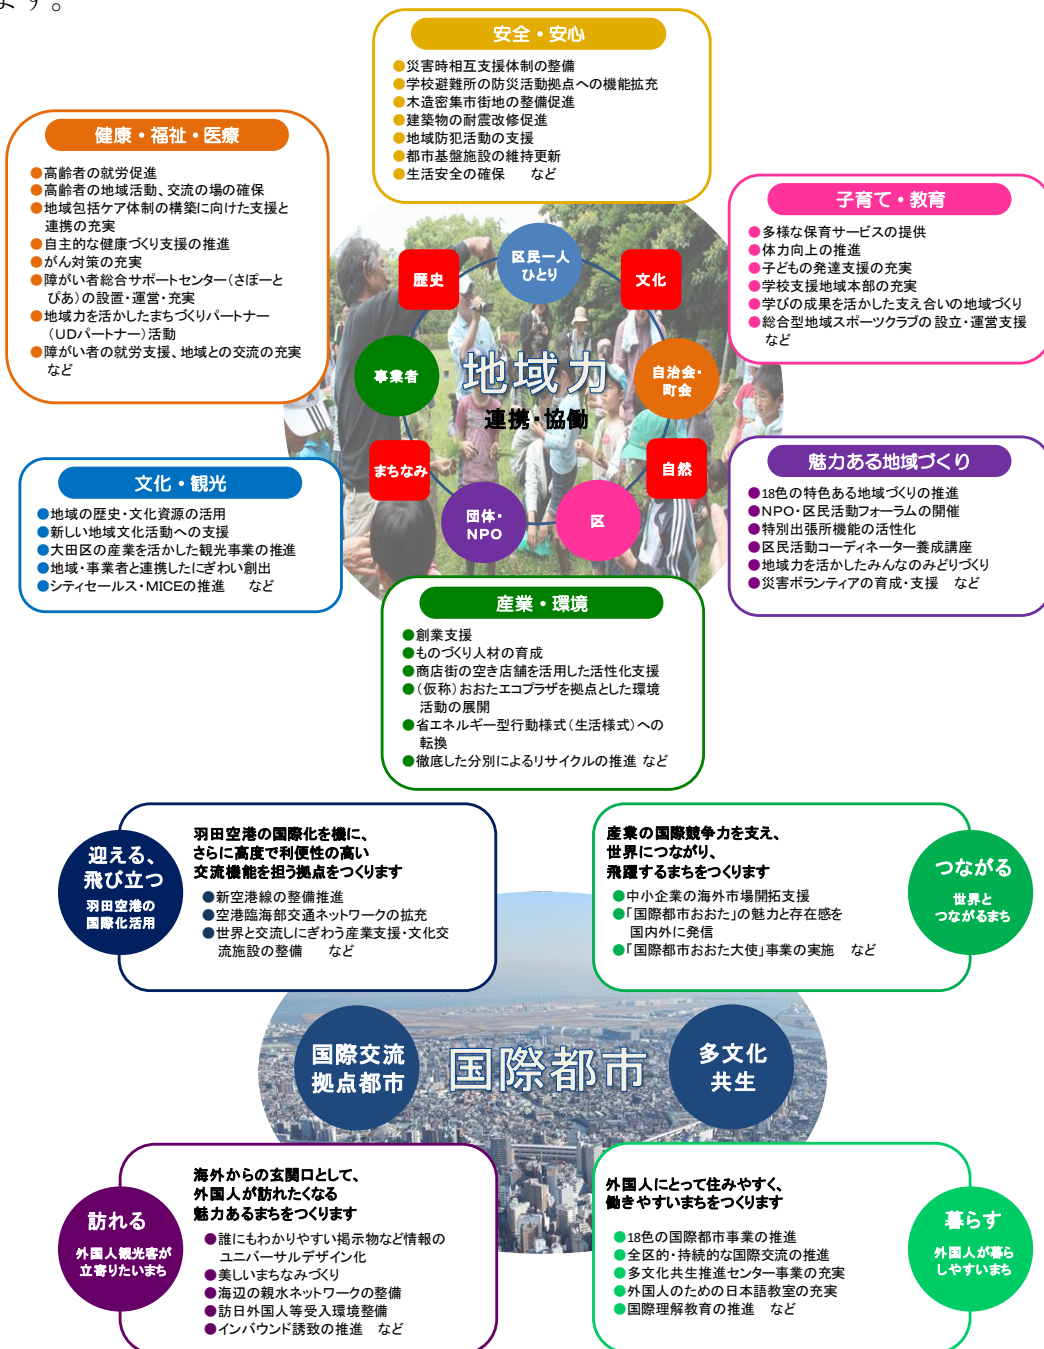 ます。
安全・安心
●災害時相互支援体制の整備
●学校避難所の防災活動拠点への機能拡充
●木造密集市街地の整備促進
●建築物の耐震改修促進
●地域防犯活動の支援
●都市基盤施設の維持更新
●生活安全の確保　など
健康・福祉・医療
●高齢者の就労促進
●高齢者の地域活動、交流の場の確保
●地域包括ケア体制の構築に向けた支援と
連携の充実
●自主的な健康づくり支援の推進
●がん対策の充実
●障がい者総合サポートセンター（さぽーと
ぴあ）の設置・運営・充実
●地域力を活かしたまちづくりパートナー
（UDパートナー）活動
●障がい者の就労支援、地域との交流の充実
など
子育て・教育
●多様な保育サービスの提供
●体力向上の推進
●子どもの発達支援の充実
●学校支援地域本部の充実
●学びの成果を活かした支え合いの地域づくり
●総合型地域スポーツクラブの設立・運営支援
など
区民一人
ひとり
歴史
文化
事業者
地域力
連携・協働
自治会・
町会
まちなみ
自然
団体・
NPO
区
文化・観光
●地域の歴史・文化資源の活用
●新しい地域文化活動への支援
●大田区の産業を活かした観光事業の推進
●地域・事業者と連携したにぎわい創出
●シティセールス・MICEの推進　など
魅力ある地域づくり
●18色の特色ある地域づくりの推進
●NPO・区民活動フォーラムの開催
●特別出張所機能の活性化
●区民活動コーディネーター養成講座
●地域力を活かしたみんなのみどりづくり
●災害ボランティアの育成・支援　など
産業・環境
●創業支援
●ものづくり人材の育成
●商店街の空き店舗を活用した活性化支援
●（仮称）おおたエコプラザを拠点とした環境
活動の展開
●省エネルギー型行動様式（生活様式）への
転換
●徹底した分別によるリサイクルの推進 など
迎える、
飛び立つ
羽田空港の
国際化活用
羽田空港の国際化を機に、
さらに高度で利便性の高い
交流機能を担う拠点をつくります
●新空港線の整備推進
●空港臨海部交通ネットワークの拡充
●世界と交流しにぎわう産業支援・文化交
流施設の整備　など
産業の国際競争力を支え、
世界につながり、
飛躍するまちをつくります
●中小企業の海外市場開拓支援
●「国際都市おおた」の魅力と存在感を
国内外に発信
●「国際都市おおた大使」事業の実施　など
つながる
世界と
つながるまち
国際交流
拠点都市
国際都市
多文化
共生
訪れる
外国人観光客が
立寄りたいまち
海外からの玄関口として、
外国人が訪れたくなる
魅力あるまちをつくります
●誰にもわかりやすい掲示物など情報の
ユニバーサルデザイン化
●美しいまちなみづくり
●海辺の親水ネットワークの整備
●訪日外国人等受入環境整備
●インバウンド誘致の推進　など
外国人にとって住みやすく、
働きやすいまちをつくります
●18色の国際都市事業の推進
●全区的・持続的な国際交流の推進
●多文化共生推進センター事業の充実
●外国人のための日本語教室の充実
●国際理解教育の推進　など
暮らす
外国人が暮ら
しやすいまち